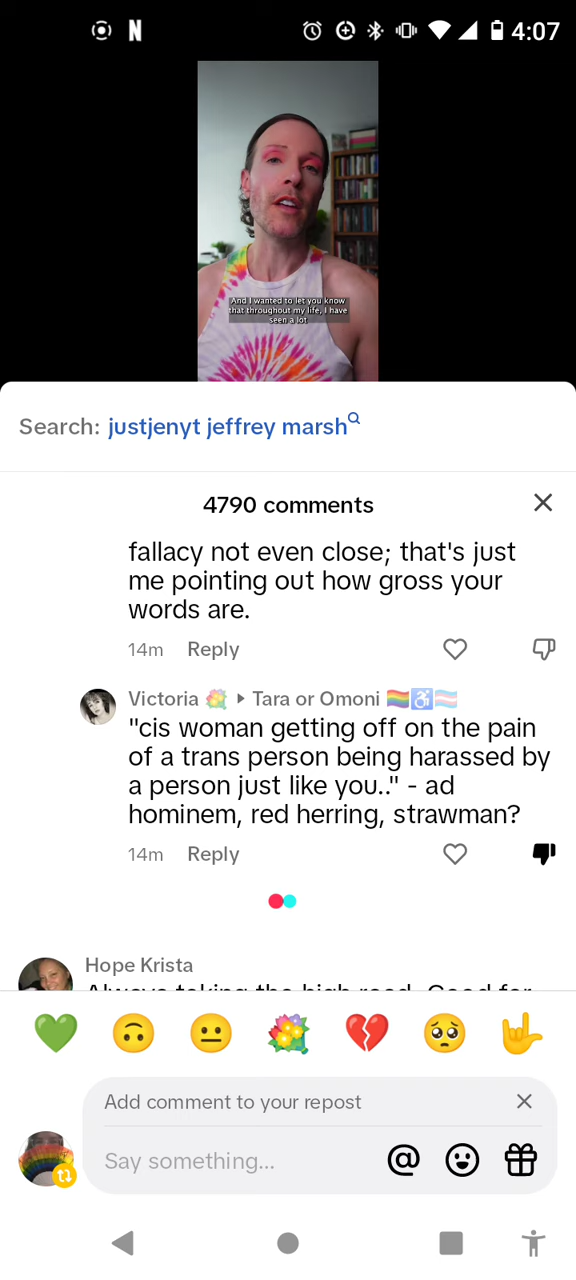 N
4:07
And I wanted to let you know
that throughout my life, I have
seen a lot
Search: justjenyt jeffrey marsh
4790 comments
fallacy not even close; that's just
me pointing out how gross your
words are.
14m Reply
Victoria 💐 ▸ Tara or Omoni 🏳️‍🌈♿🏳️‍⚧️
"cis woman getting off on the pain
of a trans person being harassed by
a person just like you.." - ad
hominem, red herring, strawman?
14m Reply
Hope Krista
Always taking the high road. Good for
Add comment to your repost
Say something...